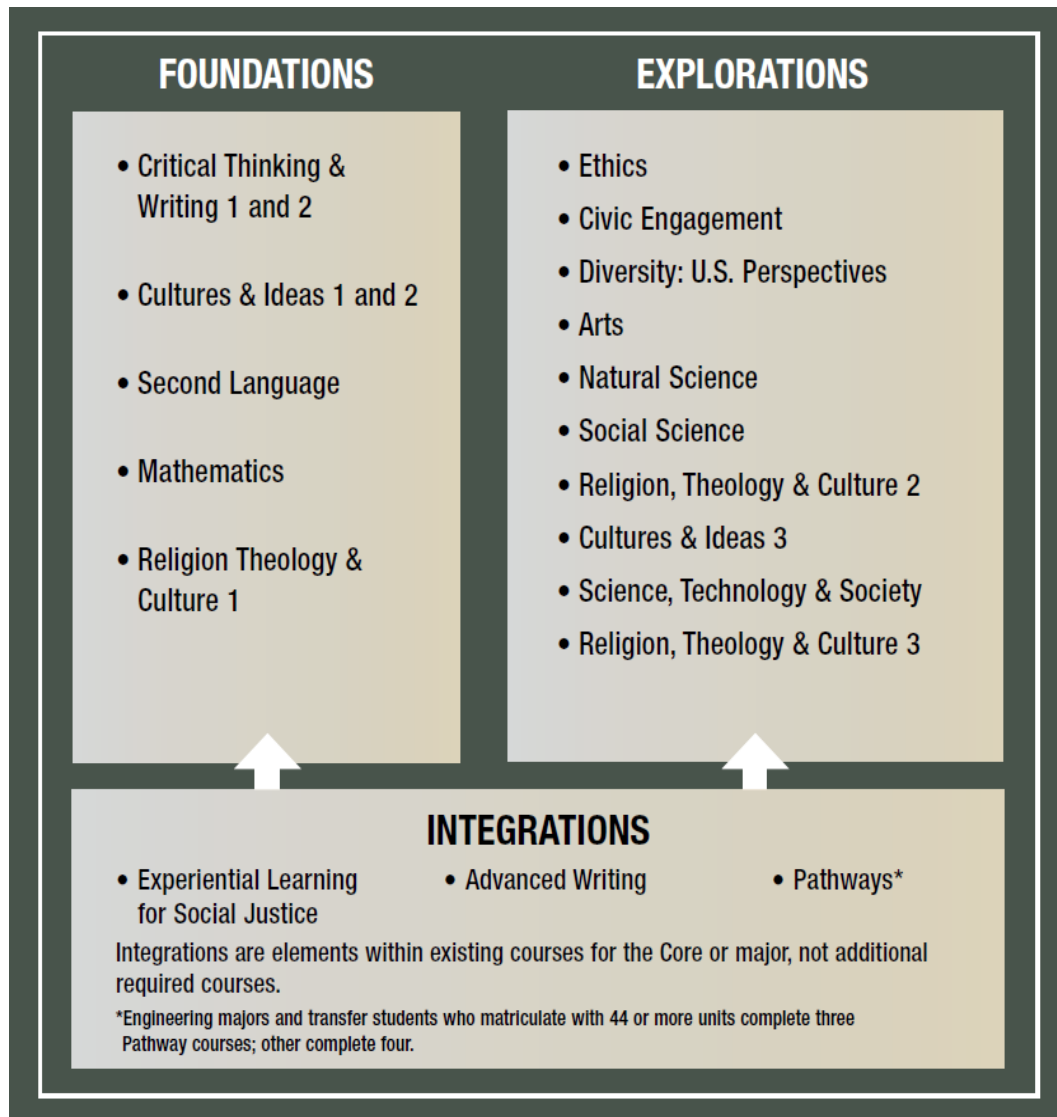 FOUNDATIONS
• Critical Thinking &
Writing 1 and 2
• Cultures & Ideas 1 and 2
• Second Language
• Mathematics
• Religion Theology &
Culture 1
EXPLORATIONS
• Ethics
• Civic Engagement
• Diversity: U.S. Perspectives
• Arts
• Natural Science
• Social Science
• Religion, Theology & Culture 2
• Cultures & Ideas 3
• Science, Technology & Society
• Religion, Theology & Culture 3
INTEGRATIONS
• Experiential Learning
for Social Justice
• Advanced Writing
• Pathways*
Integrations are elements within existing courses for the Core or major, not additional
required courses.
*Engineering majors and transfer students who matriculate with 44 or more units complete three
Pathway courses; other complete four.